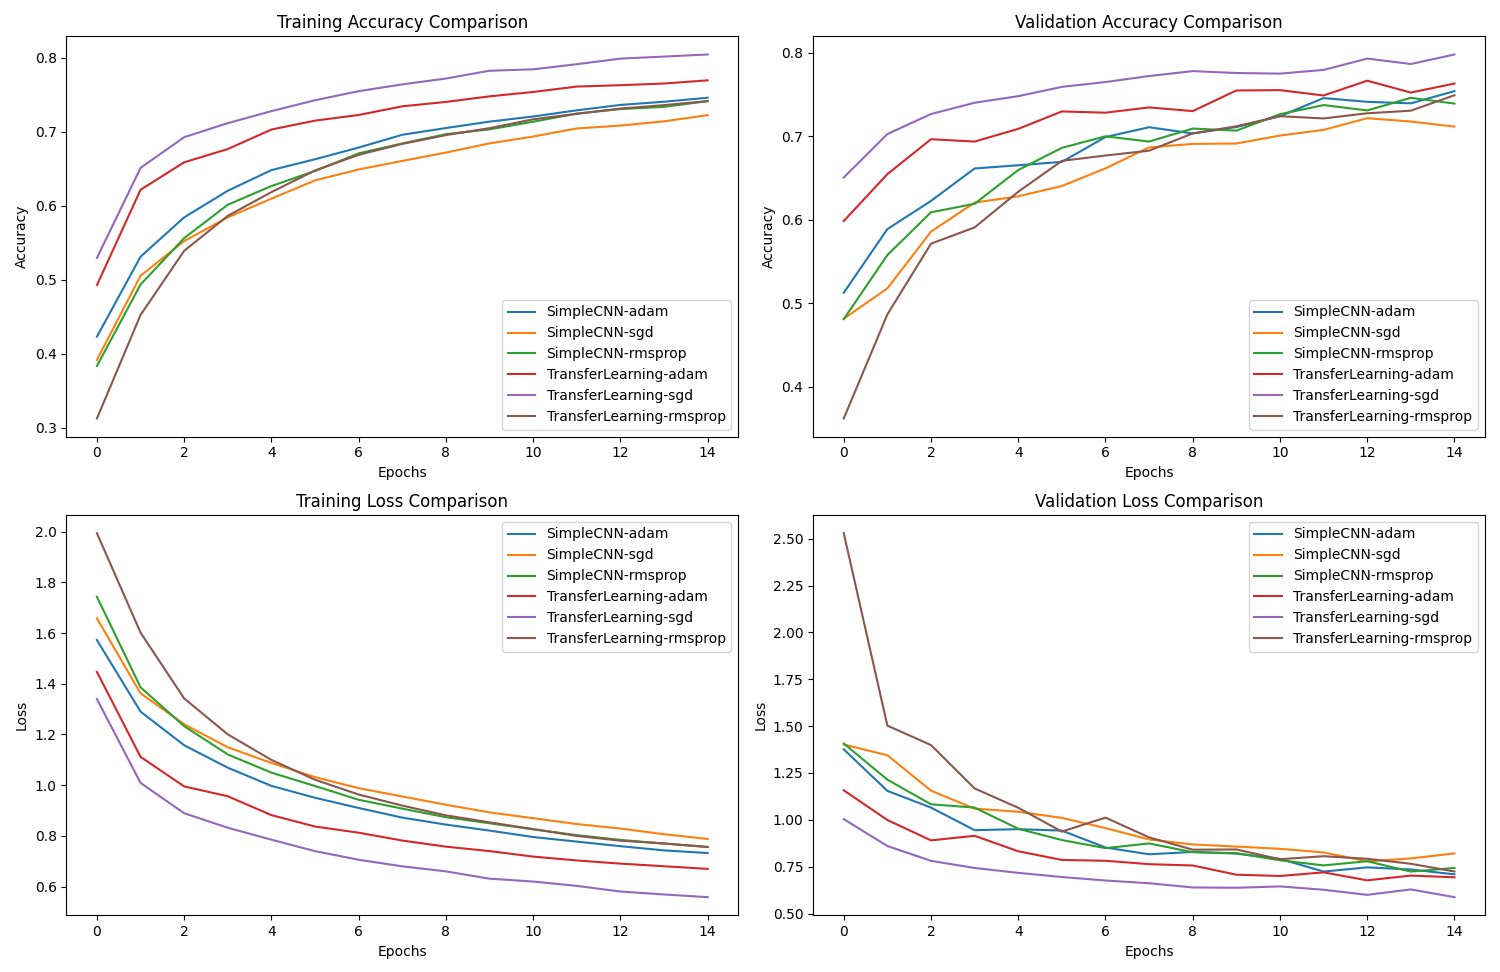 Training Accuracy Comparison
Accuracy
0.8
0.7
0.6
0.5
0.4
0.3
SimpleCNN-adam
SimpleCNN-sgd
SimpleCNN-rmsprop
TransferLearning-adam
TransferLearning-sgd
TransferLearning-rmsprop
0 2 4 6 8 10 12 14
Epochs
Validation Accuracy Comparison
Accuracy
0.8
0.7
0.6
0.5
0.4
SimpleCNN-adam
SimpleCNN-sgd
SimpleCNN-rmsprop
TransferLearning-adam
TransferLearning-sgd
TransferLearning-rmsprop
0 2 4 6 8 10 12 14
Epochs
Training Loss Comparison
Loss
2.0
1.8
1.6
1.4
1.2
1.0
0.8
0.6
SimpleCNN-adam
SimpleCNN-sgd
SimpleCNN-rmsprop
TransferLearning-adam
TransferLearning-sgd
TransferLearning-rmsprop
0 2 4 6 8 10 12 14
Epochs
Validation Loss Comparison
Loss
2.50
2.25
2.00
1.75
1.50
1.25
1.00
0.75
0.50
SimpleCNN-adam
SimpleCNN-sgd
SimpleCNN-rmsprop
TransferLearning-adam
TransferLearning-sgd
TransferLearning-rmsprop
0 2 4 6 8 10 12 14
Epochs